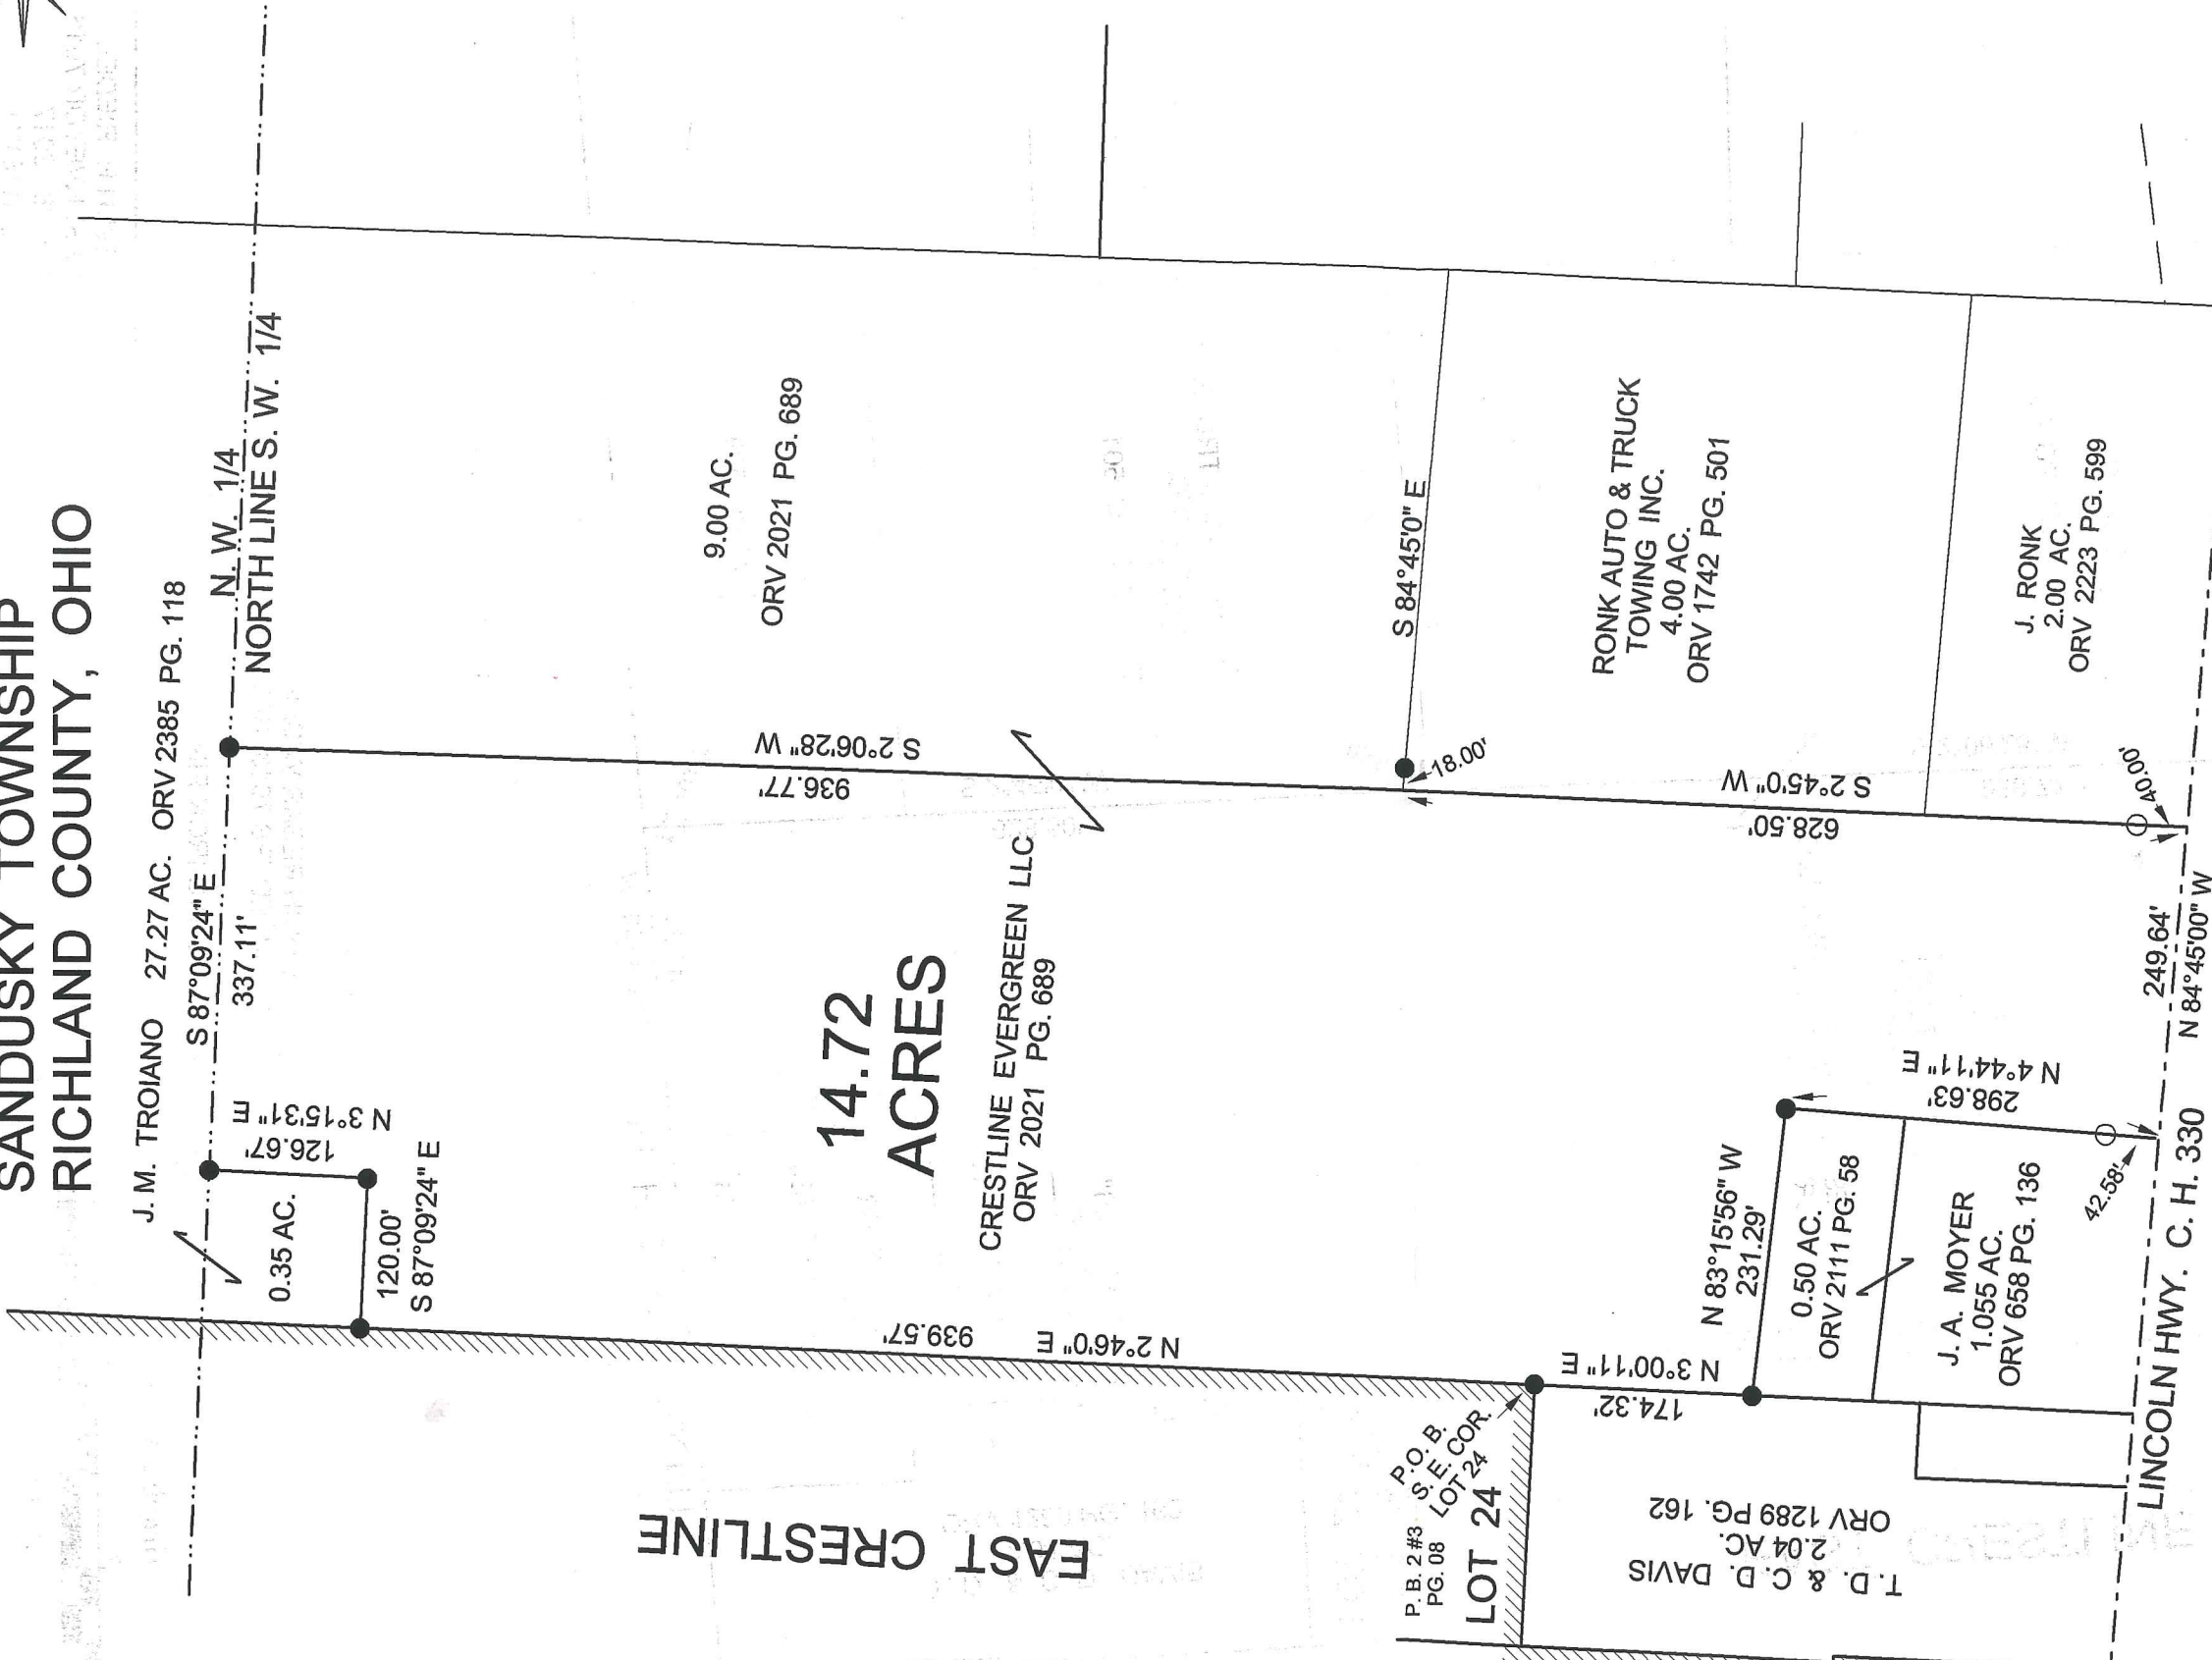 SANDUSKY TOWNSHIP
RICHLAND COUNTY, OHIO
J. M. TROIANO 27.27 AC. ORV 2385 PG. 118
S 87°09'24" E
337.11'
N. W. 1/4
NORTH LINE S. W. 1/4
N 3°15'31" E
126.67'
0.35 AC.
120.00'
S 87°09'24" E
9.00 AC.
ORV 2021 PG. 689
S 2°06'28" W
936.77'
14.72
ACRES
CRESTLINE EVERGREEN LLC
ORV 2021 PG. 689
939.57'
N 2°46'0" E
EAST CRESTLINE
S 84°45'0" E
18.00'
RONK AUTO & TRUCK
TOWING INC.
4.00 AC.
ORV 1742 PG. 501
S 2°45'0" W
628.50'
J. RONK
2.00 AC.
ORV 2223 PG. 599
40.00'
P. B. 2 #3
PG. 08
P.O. B.
S. E. COR.
LOT 24
LOT 24
N 3°00'11" E
174.32'
N 83°15'56" W
231.29'
0.50 AC.
ORV 2111 PG. 58
J. A. MOYER
1.055 AC.
ORV 658 PG. 136
N 4°44'11" E
298.63'
42.58'
T. D. & C. D. DAVIS
2.04 AC.
ORV 1289 PG. 162
LINCOLN HWY. C. H. 330
249.64'
N 84°45'00" W